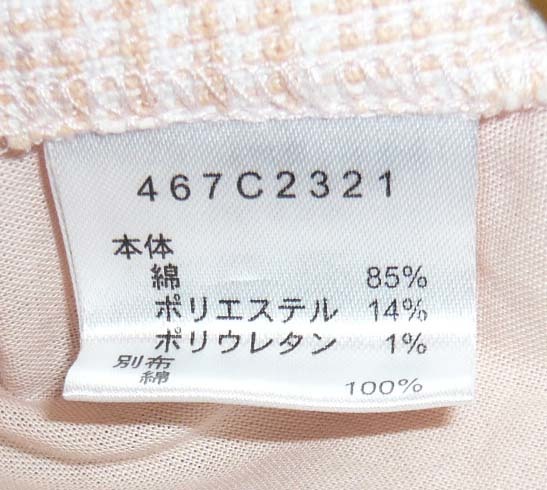 467C2321
本体
綿 85%
ポリエステル 14%
ポリウレタン 1%
別布
綿 100%